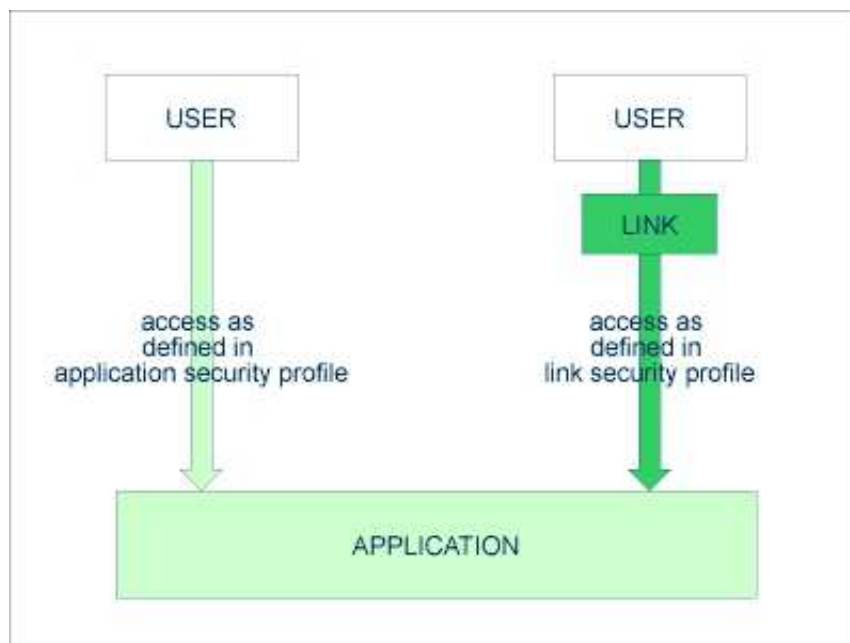 USER
USER
LINK
access as
defined in
application security profile
access as
defined in
link security profile
APPLICATION